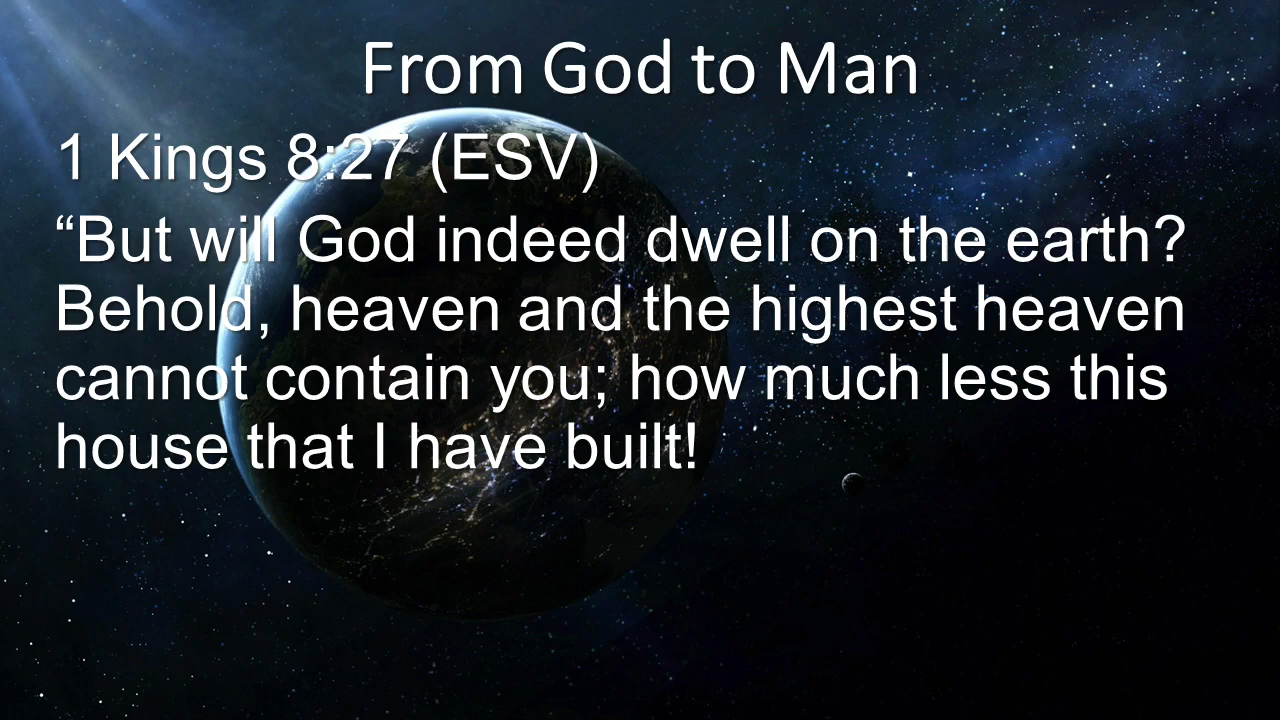 From God to Man
1 Kings 8:27 (ESV)
“But will God indeed dwell on the earth?
Behold, heaven and the highest heaven
cannot contain you; how much less this
house that I have built!